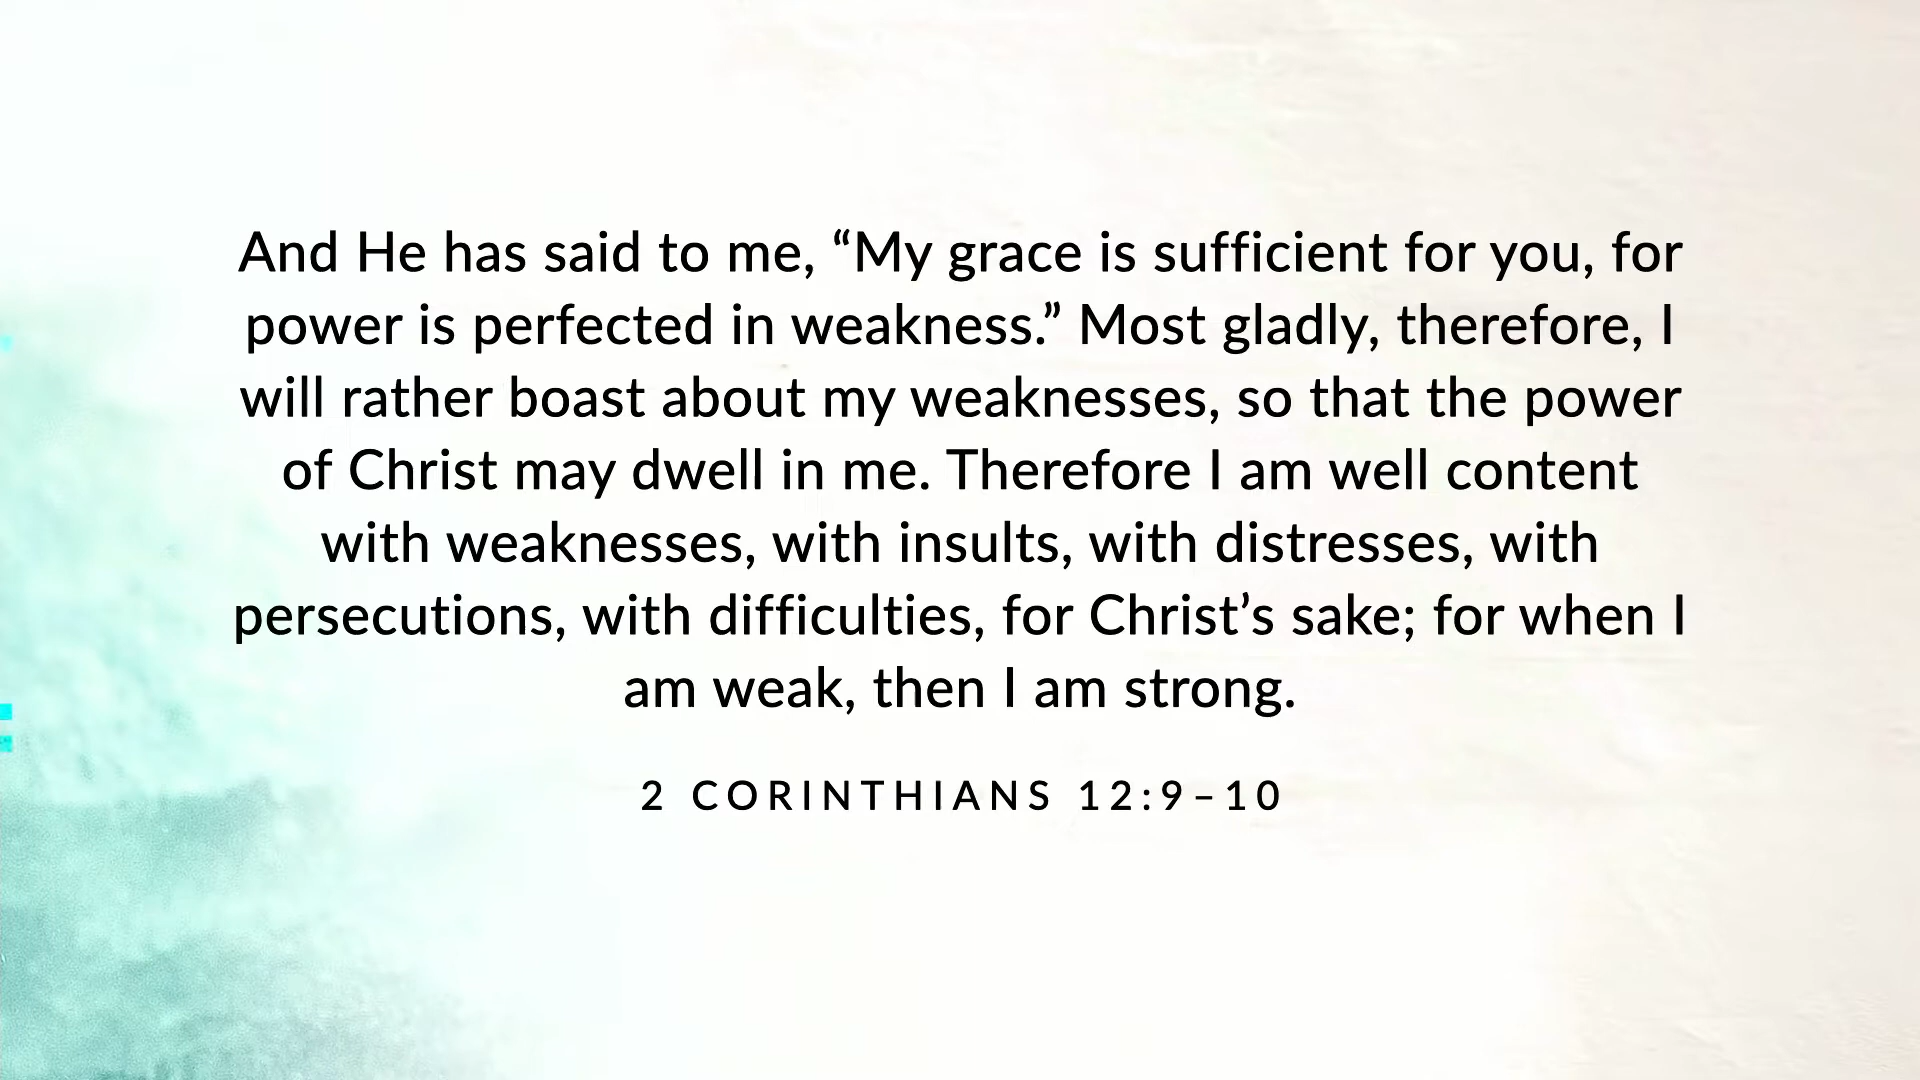 And He has said to me, “My grace is sufficient for you, for
power is perfected in weakness.” Most gladly, therefore, I
will rather boast about my weaknesses, so that the power
of Christ may dwell in me. Therefore I am well content
with weaknesses, with insults, with distresses, with
persecutions, with difficulties, for Christ’s sake; for when I
am weak, then I am strong.
2 CORINTHIANS 12:9–10